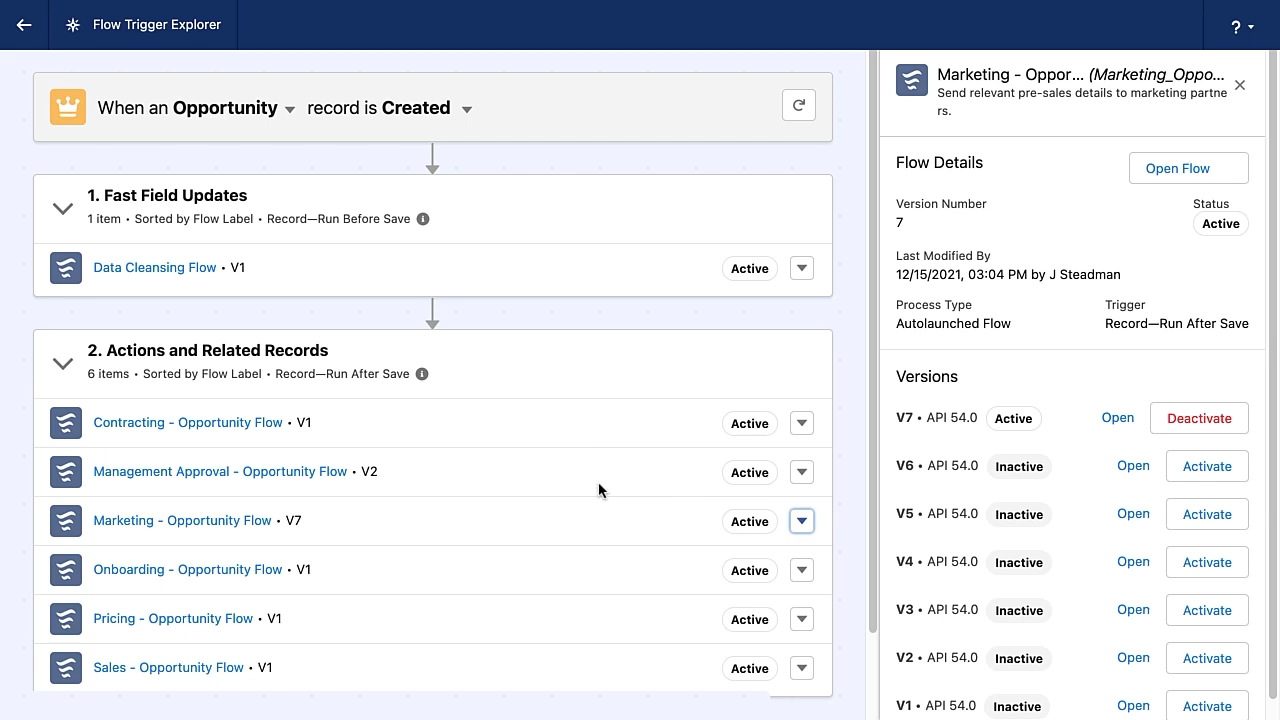 Flow Trigger Explorer
?
When an Opportunity record is Created
1. Fast Field Updates
1 item • Sorted by Flow Label • Record—Run Before Save
Data Cleansing Flow • V1
Active
2. Actions and Related Records
6 items • Sorted by Flow Label • Record—Run After Save
Contracting - Opportunity Flow • V1
Active
Management Approval - Opportunity Flow • V2
Active
Marketing - Opportunity Flow • V7
Active
Onboarding - Opportunity Flow • V1
Active
Pricing - Opportunity Flow • V1
Active
Sales - Opportunity Flow • V1
Active
Marketing - Oppor... (Marketing_Oppo...
Send relevant pre-sales details to marketing partne
rs.
Flow Details
Open Flow
Version Number
Status
7
Active
Last Modified By
12/15/2021, 03:04 PM by J Steadman
Process Type
Trigger
Autolaunched Flow
Record—Run After Save
Versions
V7 • API 54.0 Active Open Deactivate
V6 • API 54.0 Inactive Open Activate
V5 • API 54.0 Inactive Open Activate
V4 • API 54.0 Inactive Open Activate
V3 • API 54.0 Inactive Open Activate
V2 • API 54.0 Inactive Open Activate
V1 • API 54.0 Inactive Open Activate